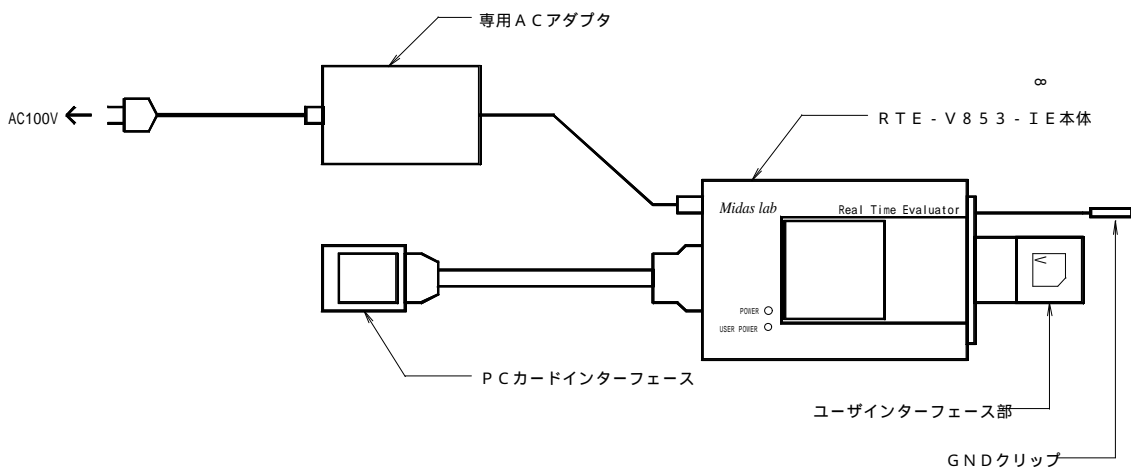 専用ＡＣアダプタ
∞
AC100V
ＲＴＥ-Ｖ８５３-ＩＥ本体
Midas lab
Real Time Evaluator
POWER
USER POWER
ＰＣカードインターフェース
ユーザインターフェース部
ＧＮＤクリップ